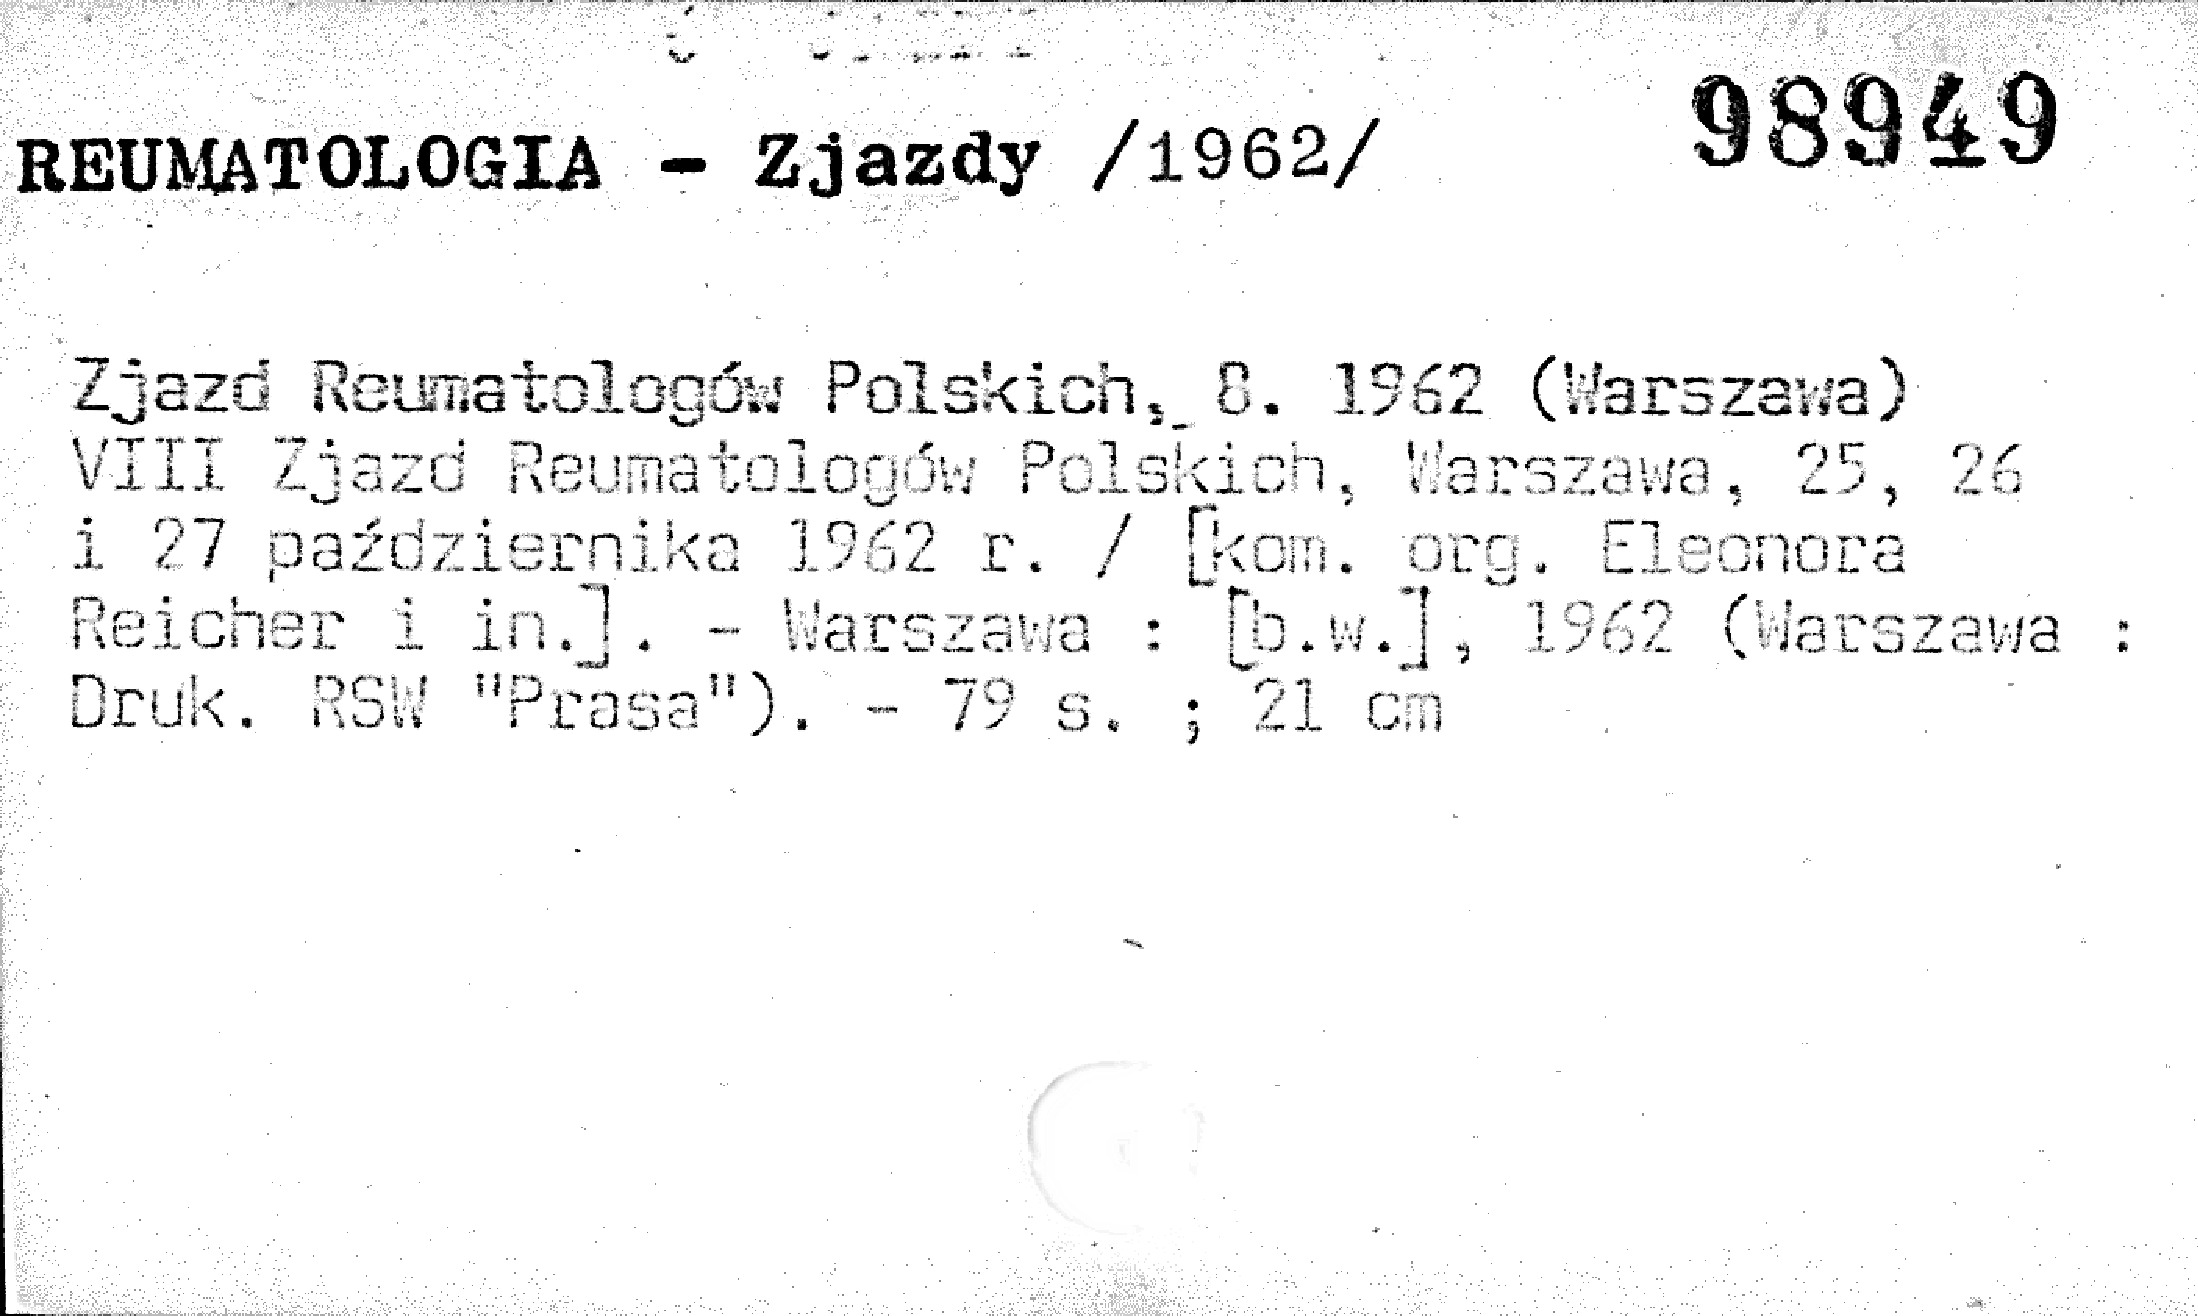 98949
REUMATOLOGIA - Zjazdy /1962/
Zjazd Reumatologów Polskich, 8. 1962 (Warszawa)
VIII Zjazd Reumatologów Polskich, Warszawa, 25, 26
i 27 października 1962 r. / [kom. org. Eleonora
Reicher i in.]. - Warszawa : [b.w.], 1962 (Warszawa :
Druk. RSW "Prasa"). - 79 s. ; 21 cm